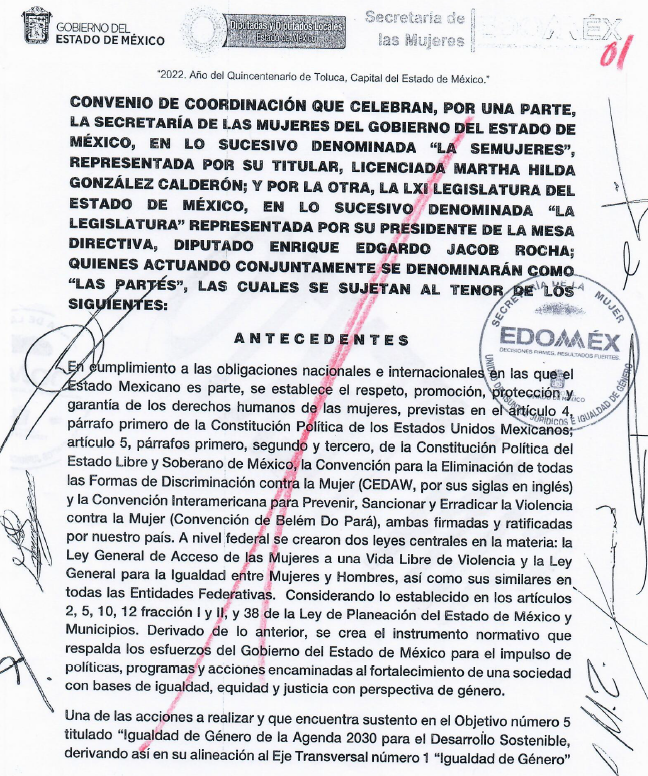 GOBIERNO DEL
ESTADO DE MÉXICO
Diputadas y Diputados Locales
Estado de México
Secretaría de
las Mujeres
EDOMÉX
01
"2022. Año del Quincentenario de Toluca, Capital del Estado de México."
CONVENIO DE COORDINACIÓN QUE CELEBRAN, POR UNA PARTE,
LA SECRETARÍA DE LAS MUJERES DEL GOBIERNO DEL ESTADO DE
MÉXICO, EN LO SUCESIVO DENOMINADA "LA SEMUJERES",
REPRESENTADA POR SU TITULAR, LICENCIADA MARTHA HILDA
GONZÁLEZ CALDERÓN; Y POR LA OTRA, LA LXI LEGISLATURA DEL
ESTADO DE MÉXICO, EN LO SUCESIVO DENOMINADA "LA
LEGISLATURA" REPRESENTADA POR SU PRESIDENTE DE LA MESA
DIRECTIVA, DIPUTADO ENRIQUE EDGARDO JACOB ROCHA;
QUIENES ACTUANDO CONJUNTAMENTE SE DENOMINARÁN COMO
"LAS PARTES", LAS CUALES SE SUJETAN AL TENOR DE LOS
SIGUIENTES:
SECRETARÍA DE LA MUJER
EDOMÉX
DECISIONES FIRMES, RESULTADOS FUERTES.
JURÍDICOS E IGUALDAD DE GÉNERO
ANTECEDENTES
En cumplimiento a las obligaciones nacionales e internacionales en las que el
Estado Mexicano es parte, se establece el respeto, promoción, protección y
garantía de los derechos humanos de las mujeres, previstas en el artículo 4,
párrafo primero de la Constitución Política de los Estados Unidos Mexicanos;
artículo 5, párrafos primero, segundo y tercero, de la Constitución Política del
Estado Libre y Soberano de México, la Convención para la Eliminación de todas
las Formas de Discriminación contra la Mujer (CEDAW, por sus siglas en inglés)
y la Convención Interamericana para Prevenir, Sancionar y Erradicar la Violencia
contra la Mujer (Convención de Belém Do Pará), ambas firmadas y ratificadas
por nuestro país. A nivel federal se crearon dos leyes centrales en la materia: la
Ley General de Acceso de las Mujeres a una Vida Libre de Violencia y la Ley
General para la Igualdad entre Mujeres y Hombres, así como sus similares en
todas las Entidades Federativas. Considerando lo establecido en los artículos
2, 5, 10, 12 fracción I y II, y 38 de la Ley de Planeación del Estado de México y
Municipios. Derivado de lo anterior, se crea el instrumento normativo que
respalda los esfuerzos del Gobierno del Estado de México para el impulso de
políticas, programas y acciones encaminadas al fortalecimiento de una sociedad
con bases de igualdad, equidad y justicia con perspectiva de género.
Una de las acciones a realizar y que encuentra sustento en el Objetivo número 5
titulado "Igualdad de Género de la Agenda 2030 para el Desarrollo Sostenible,
derivando así en su alineación al Eje Transversal número 1 "Igualdad de Género"